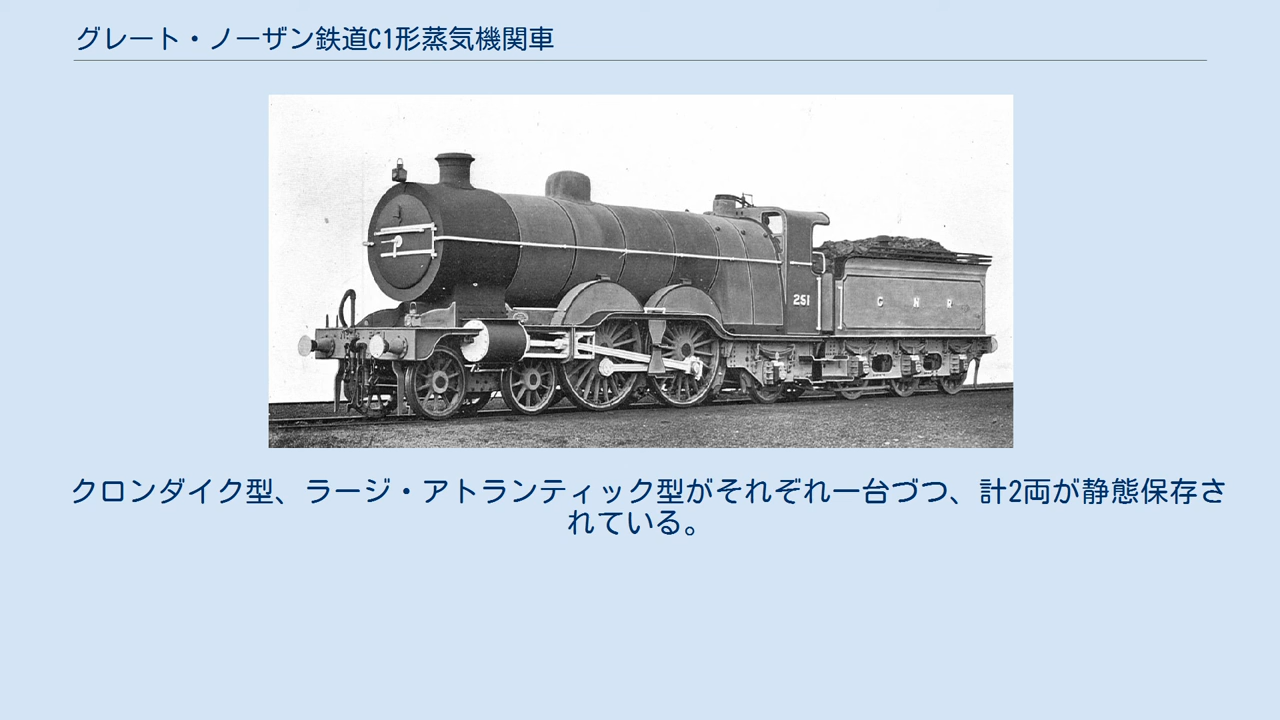 グレート・ノーザン鉄道C1形蒸気機関車
251
G N R
クロンダイク型、ラージ・アトランティック型がそれぞれ一台づつ、計2両が静態保存さ
れている。